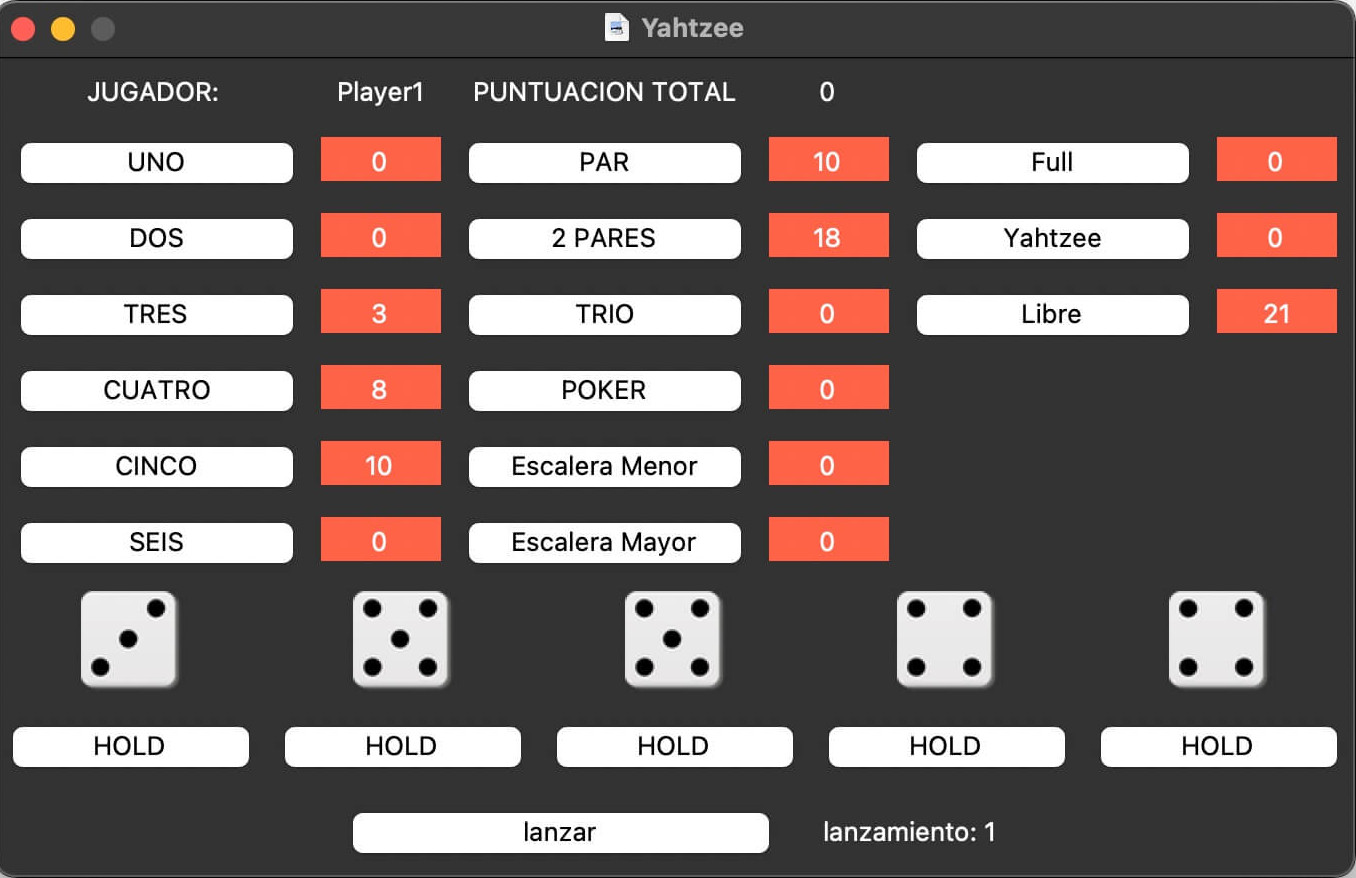 Yahtzee
JUGADOR: Player1 PUNTUACION TOTAL 0
UNO 0 PAR 10 Full 0
DOS 0 2 PARES 18 Yahtzee 0
TRES 3 TRIO 0 Libre 21
CUATRO 8 POKER 0
CINCO 10 Escalera Menor 0
SEIS 0 Escalera Mayor 0
HOLD HOLD HOLD HOLD HOLD
lanzar lanzamiento: 1